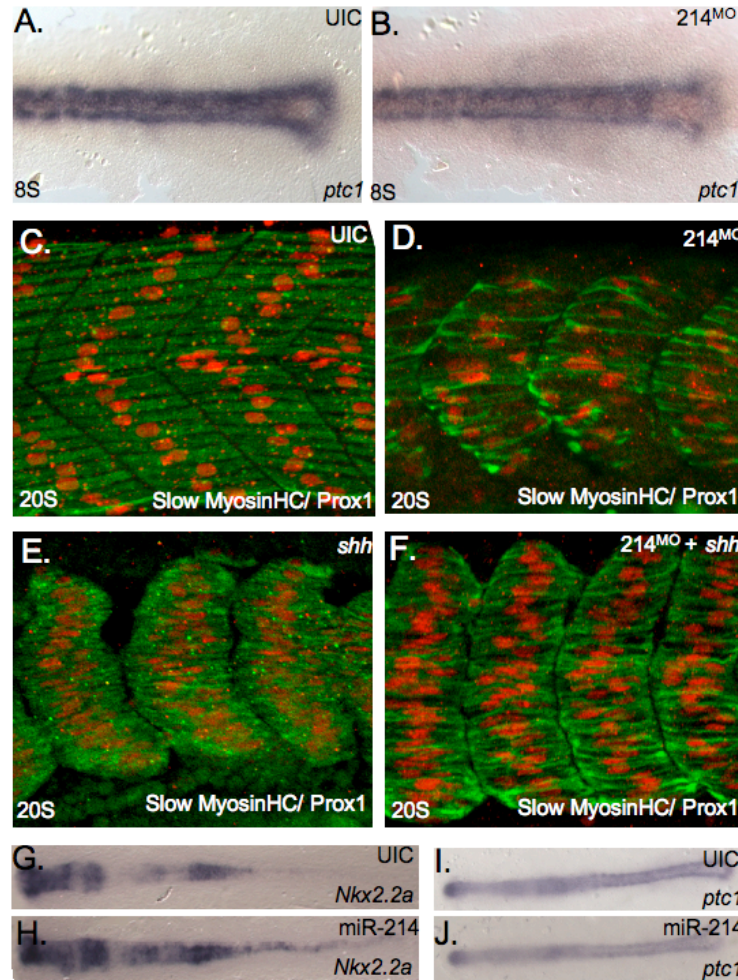 A. UIC
8S ptc1
B. 214MO
8S ptc1
C. UIC
20S Slow MyosinHC/ Prox1
D. 214MO
20S Slow MyosinHC/ Prox1
E. shh
20S Slow MyosinHC/ Prox1
F. 214MO + shh
20S Slow MyosinHC/ Prox1
G. UIC
Nkx2.2a
H. miR-214
Nkx2.2a
I. UIC
ptc1
J. miR-214
ptc1